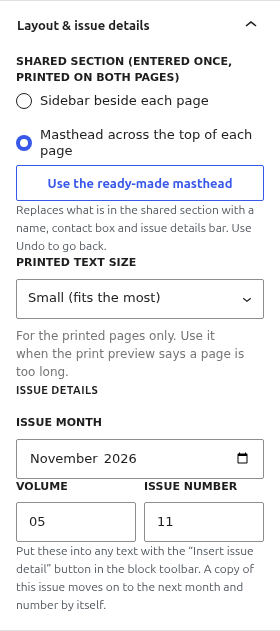 Layout & issue details
SHARED SECTION (ENTERED ONCE,
PRINTED ON BOTH PAGES)
Sidebar beside each page
Masthead across the top of each
page
Use the ready-made masthead
Replaces what is in the shared section with a
name, contact box and issue details bar. Use
Undo to go back.
PRINTED TEXT SIZE
Small (fits the most)
For the printed pages only. Use it
when the print preview says a page is
too long.
ISSUE DETAILS
ISSUE MONTH
November 2026
VOLUME ISSUE NUMBER
05 11
Put these into any text with the “Insert issue
detail” button in the block toolbar. A copy of
this issue moves on to the next month and
number by itself.